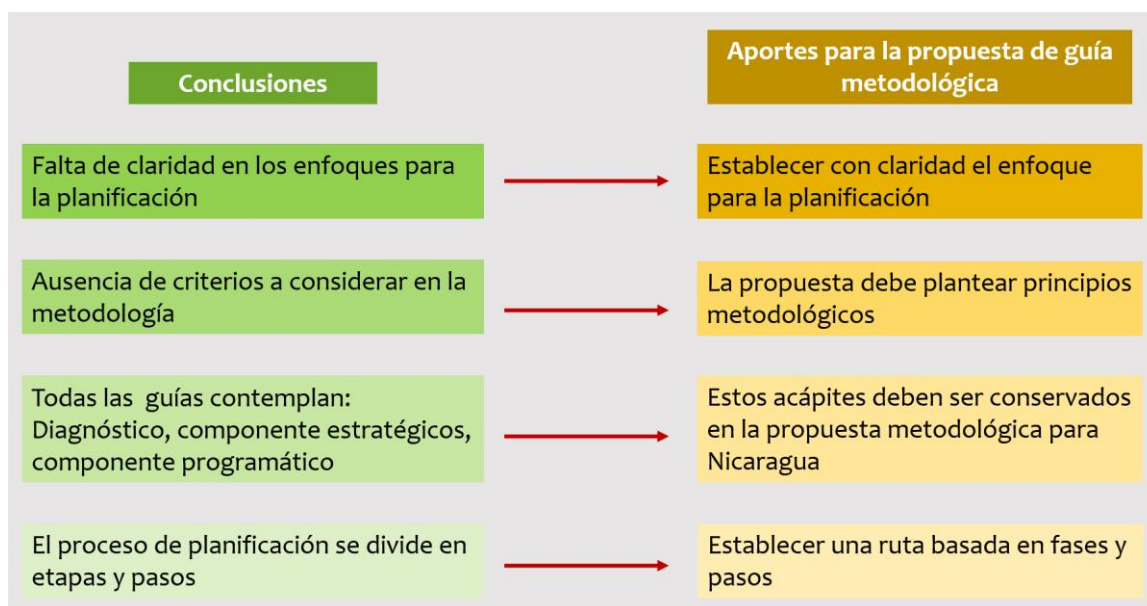 Conclusiones
Aportes para la propuesta de guía
metodológica
Falta de claridad en los enfoques para
la planificación
Establecer con claridad el enfoque
para la planificación
Ausencia de criterios a considerar en la
metodología
La propuesta debe plantear principios
metodológicos
Todas las guías contemplan:
Diagnóstico, componente estratégicos,
componente programático
Estos acápites deben ser conservados
en la propuesta metodológica para
Nicaragua
El proceso de planificación se divide en
etapas y pasos
Establecer una ruta basada en fases y
pasos